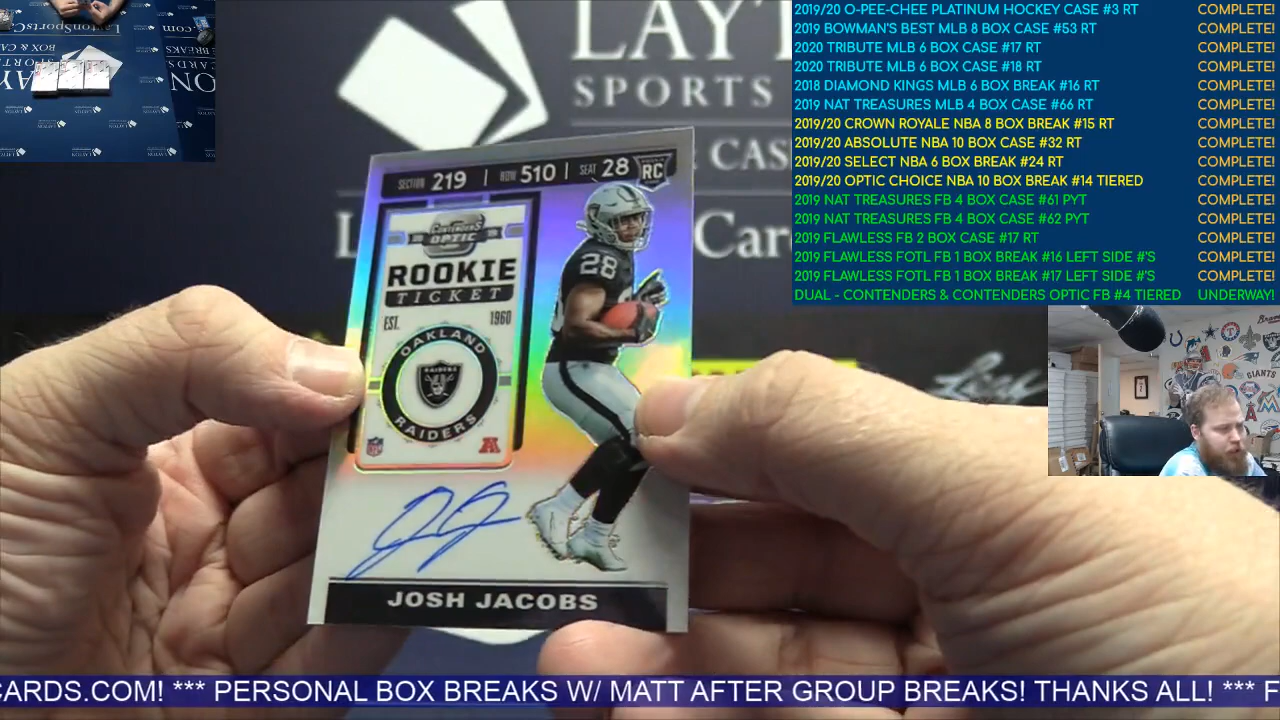 2019/20 O-PEE-CHEE PLATINUM HOCKEY CASE #3 RT COMPLETE!
2019 BOWMAN'S BEST MLB 8 BOX CASE #53 RT COMPLETE!
2020 TRIBUTE MLB 6 BOX CASE #17 RT COMPLETE!
2020 TRIBUTE MLB 6 BOX CASE #18 RT COMPLETE!
2018 DIAMOND KINGS MLB 6 BOX BREAK #16 RT COMPLETE!
2019 NAT TREASURES MLB 4 BOX CASE #66 RT COMPLETE!
2019/20 CROWN ROYALE NBA 8 BOX BREAK #15 RT COMPLETE!
2019/20 ABSOLUTE NBA 10 BOX CASE #32 RT COMPLETE!
2019/20 SELECT NBA 6 BOX BREAK #24 RT COMPLETE!
2019/20 OPTIC CHOICE NBA 10 BOX BREAK #14 TIERED COMPLETE!
2019 NAT TREASURES FB 4 BOX CASE #61 PYT COMPLETE!
2019 NAT TREASURES FB 4 BOX CASE #62 PYT COMPLETE!
2019 FLAWLESS FB 2 BOX CASE #17 RT COMPLETE!
2019 FLAWLESS FOTL FB 1 BOX BREAK #16 LEFT SIDE #'S COMPLETE!
2019 FLAWLESS FOTL FB 1 BOX BREAK #17 LEFT SIDE #'S COMPLETE!
DUAL - CONTENDERS & CONTENDERS OPTIC FB #4 TIERED UNDERWAY!
LAYT
SPORTS
CAS
Car
SECTION 219 | ROW 510 | SEAT 28 RC
CONTENDERS
OPTIC
ROOKIE
TICKET
EST. 1960
OAKLAND
RAIDERS
RAIDERS
NFL A
28
JOSH JACOBS
Leaf
GIANTS
CARDS.COM! *** PERSONAL BOX BREAKS W/ MATT AFTER GROUP BREAKS! THANKS ALL! *** F